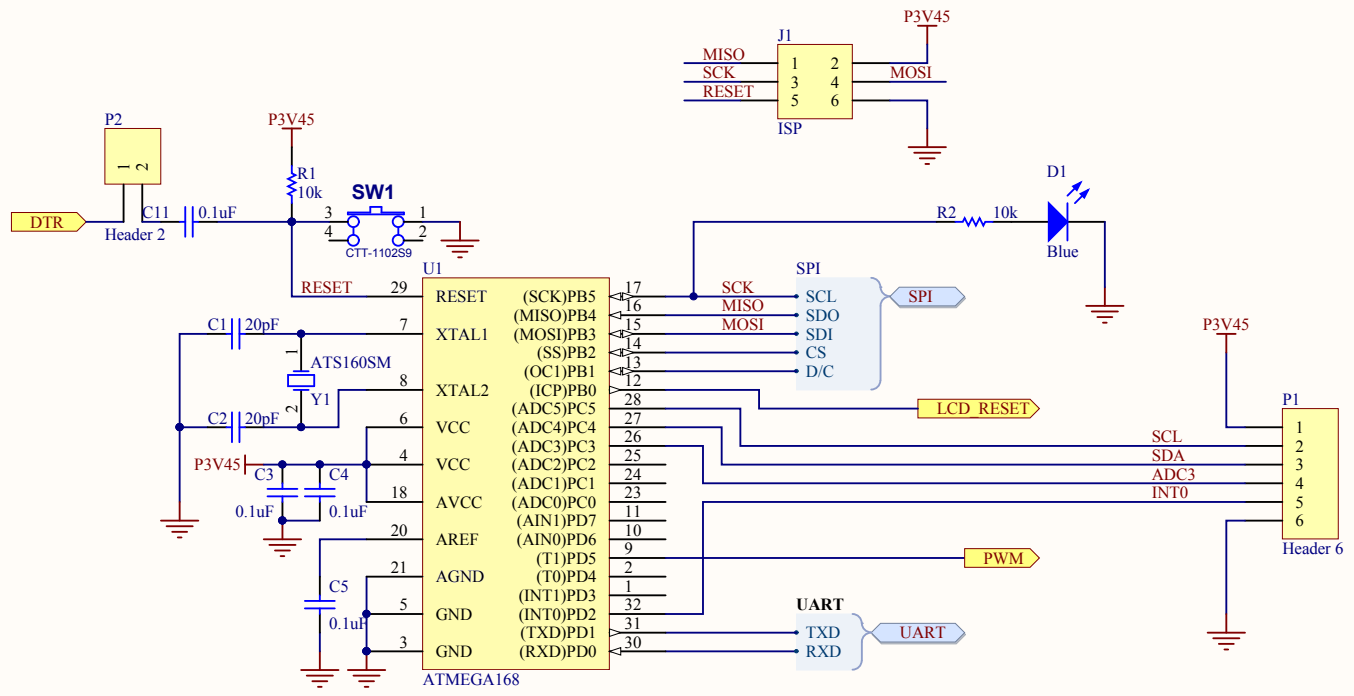 P3V45
J1
MISO 1 2
SCK 3 4 MOSI
RESET 5 6
ISP
P2
1 2
Header 2
DTR
C11 0.1uF
P3V45
R1
10k
SW1
3 1
4 2
CTT-1102S9
D1
R2 10k
Blue
U1
RESET 29 RESET (SCK)PB5 17 SCK
7 XTAL1 (MISO)PB4 16 MISO
(MOSI)PB3 15 MOSI
(SS)PB2 14
(OC1)PB1 13
8 XTAL2 (ICP)PB0 12
(ADC5)PC5 28
6 VCC (ADC4)PC4 27
(ADC3)PC3 26
4 VCC (ADC2)PC2 25
(ADC1)PC1 24
18 AVCC (ADC0)PC0 23
(AIN1)PD7 11
20 AREF (AIN0)PD6 10
(T1)PD5 9
21 AGND (T0)PD4 2
(INT1)PD3 1
5 GND (INT0)PD2 32
(TXD)PD1 31
3 GND (RXD)PD0 30
ATMEGA168
C1 20pF
1
ATS160SM
Y1
2
C2 20pF
P3V45
C3 C4
0.1uF 0.1uF
C5
0.1uF
SPI
SCL
SDO
SDI
CS
D/C
SPI
LCD_RESET
PWM
UART
TXD
RXD
UART
P3V45
P1
1
SCL 2
SDA 3
ADC3 4
INT0 5
6
Header 6